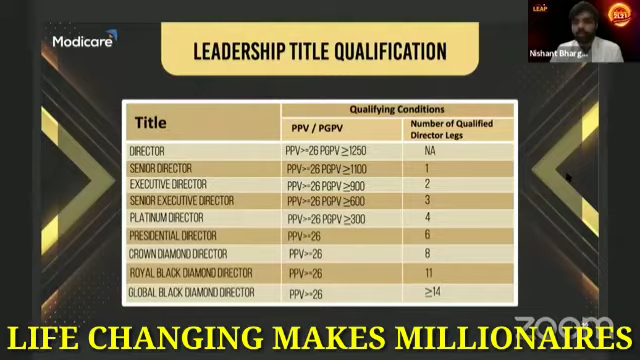 Modicare
LEADERSHIP TITLE QUALIFICATION
LEAP
Nishant Bharg...
Title
Qualifying Conditions
PPV / PGPV
Number of Qualified
Director Legs
DIRECTOR PPV>=26 PGPV ≥1250 NA
SENIOR DIRECTOR PPV>=26 PGPV ≥1100 1
EXECUTIVE DIRECTOR PPV>=26 PGPV ≥900 2
SENIOR EXECUTIVE DIRECTOR PPV>=26 PGPV ≥600 3
PLATINUM DIRECTOR PPV>=26 PGPV ≥300 4
PRESIDENTIAL DIRECTOR PPV>=26 6
CROWN DIAMOND DIRECTOR PPV>=26 8
ROYAL BLACK DIAMOND DIRECTOR PPV>=26 11
GLOBAL BLACK DIAMOND DIRECTOR PPV>=26 ≥14
zoom
LIFE CHANGING MAKES MILLIONAIRES